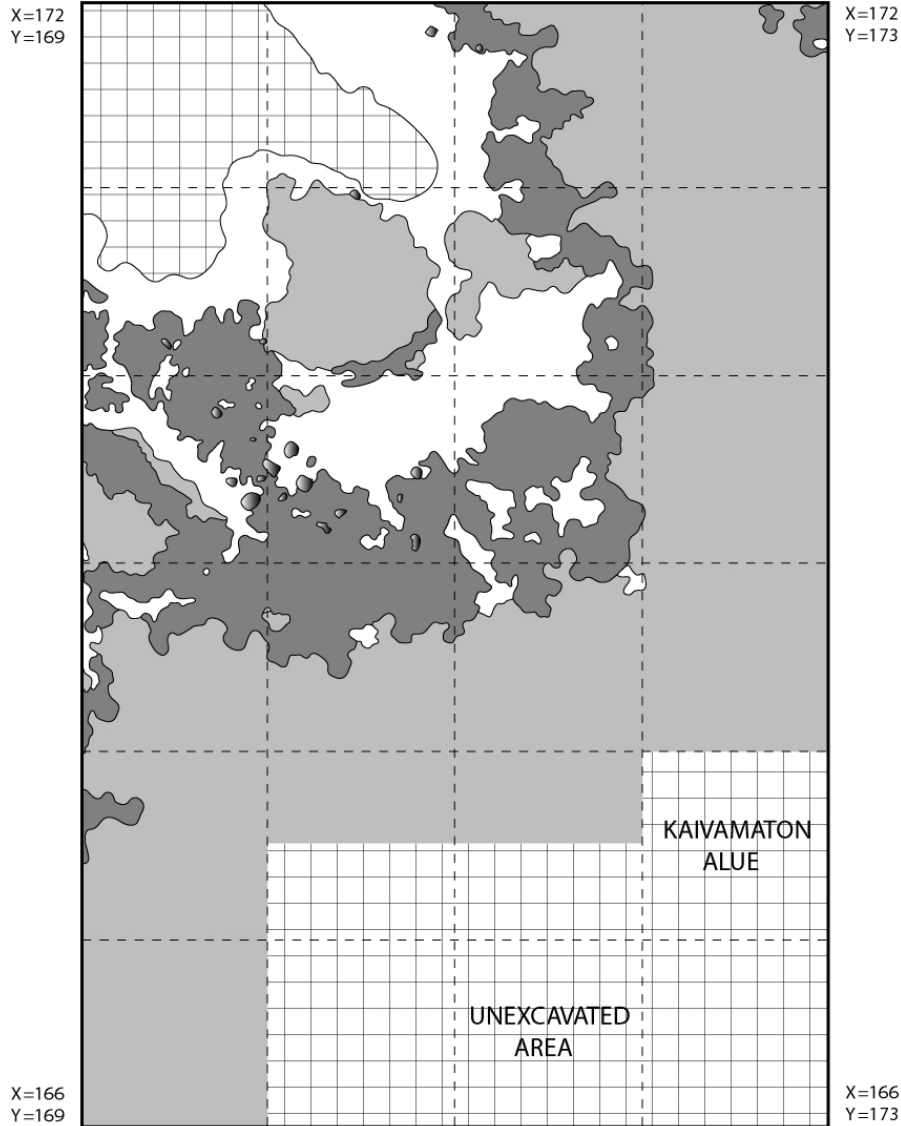 X=172
Y=169
X=172
Y=173
KAIVAMATON
ALUE
UNEXCAVATED
AREA
X=166
Y=169
X=166
Y=173